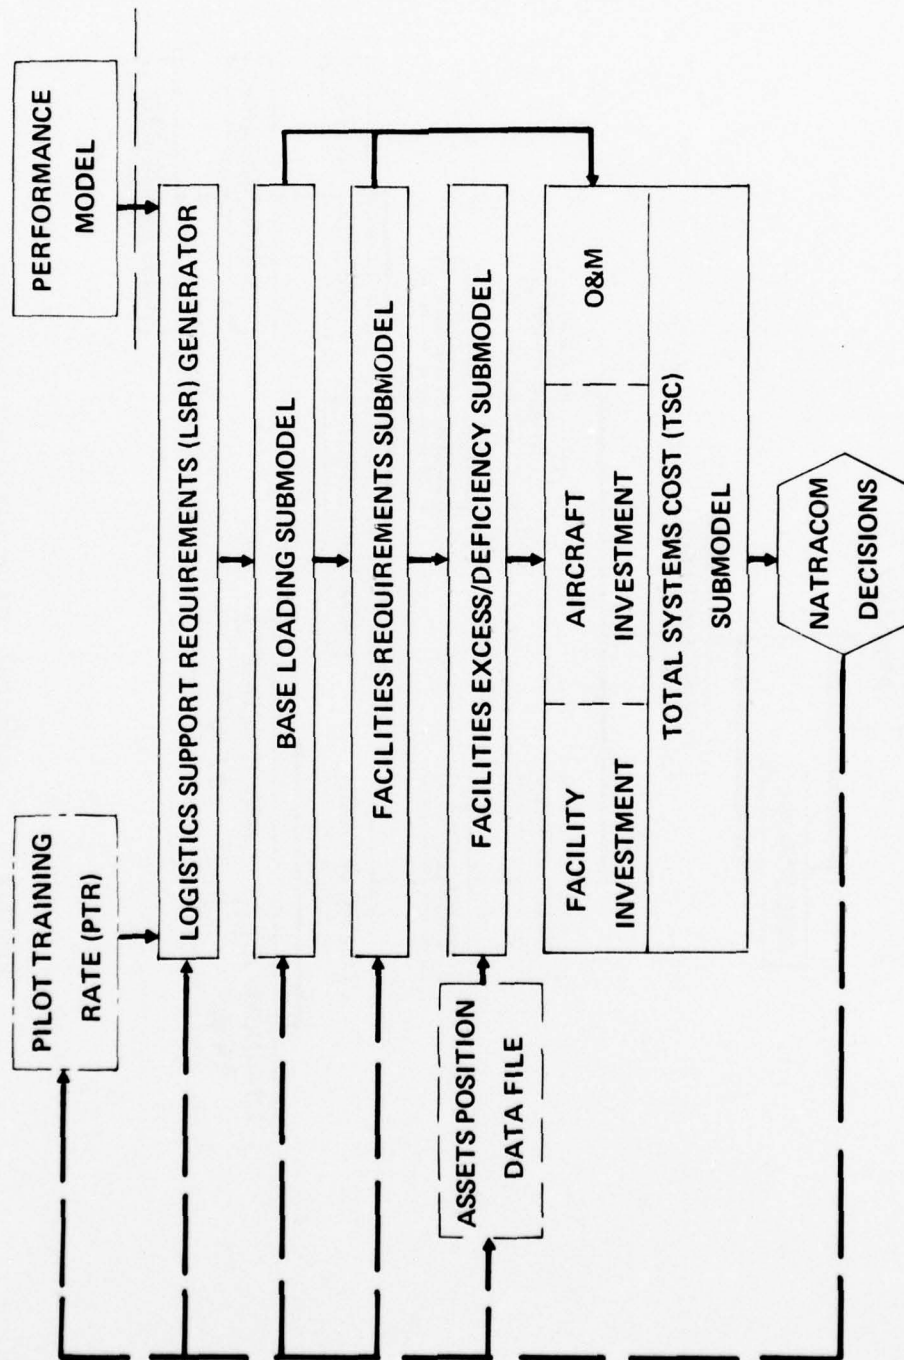 PILOT TRAINING
RATE (PTR)
PERFORMANCE
MODEL
LOGISTICS SUPPORT REQUIREMENTS (LSR) GENERATOR
BASE LOADING SUBMODEL
FACILITIES REQUIREMENTS SUBMODEL
ASSETS POSITION
DATA FILE
FACILITIES EXCESS/DEFICIENCY SUBMODEL
FACILITY
INVESTMENT
AIRCRAFT
INVESTMENT
O&M
TOTAL SYSTEMS COST (TSC)
SUBMODEL
NATRACOM
DECISIONS